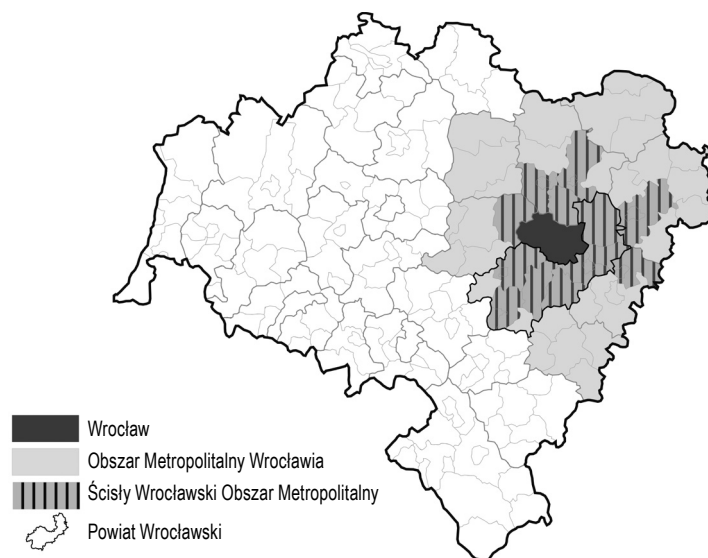 Wrocław
Obszar Metropolitalny Wrocławia
Ścisły Wrocławski Obszar Metropolitalny
Powiat Wrocławski